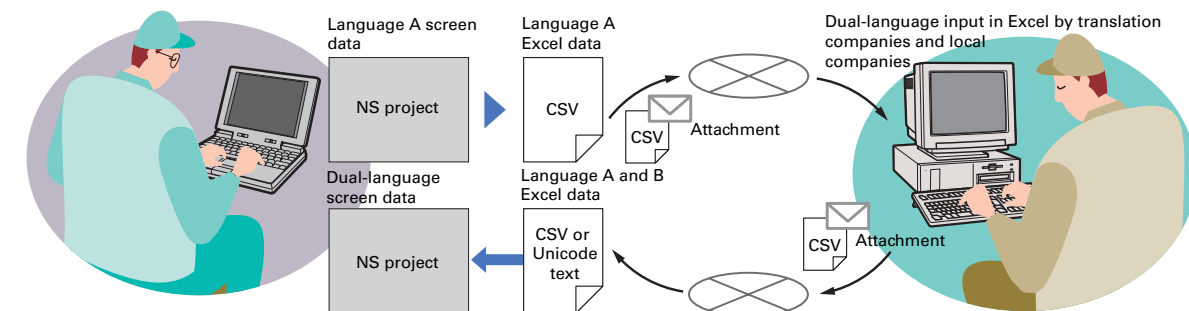 Language A screen
data
NS project
Language A
Excel data
CSV
CSV
Attachment
Dual-language input in Excel by translation
companies and local
companies
Dual-language
screen data
NS project
Language A and B
Excel data
CSV or
Unicode
text
CSV
Attachment